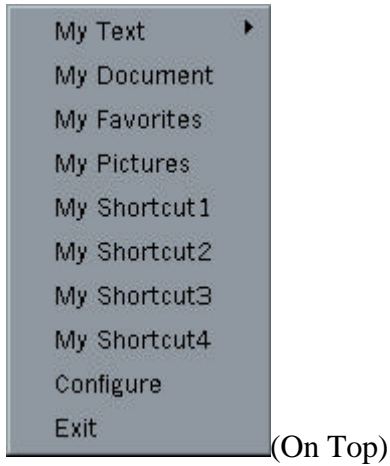 My Text
My Document
My Favorites
My Pictures
My Shortcut1
My Shortcut2
My Shortcut3
My Shortcut4
Configure
Exit
(On Top)